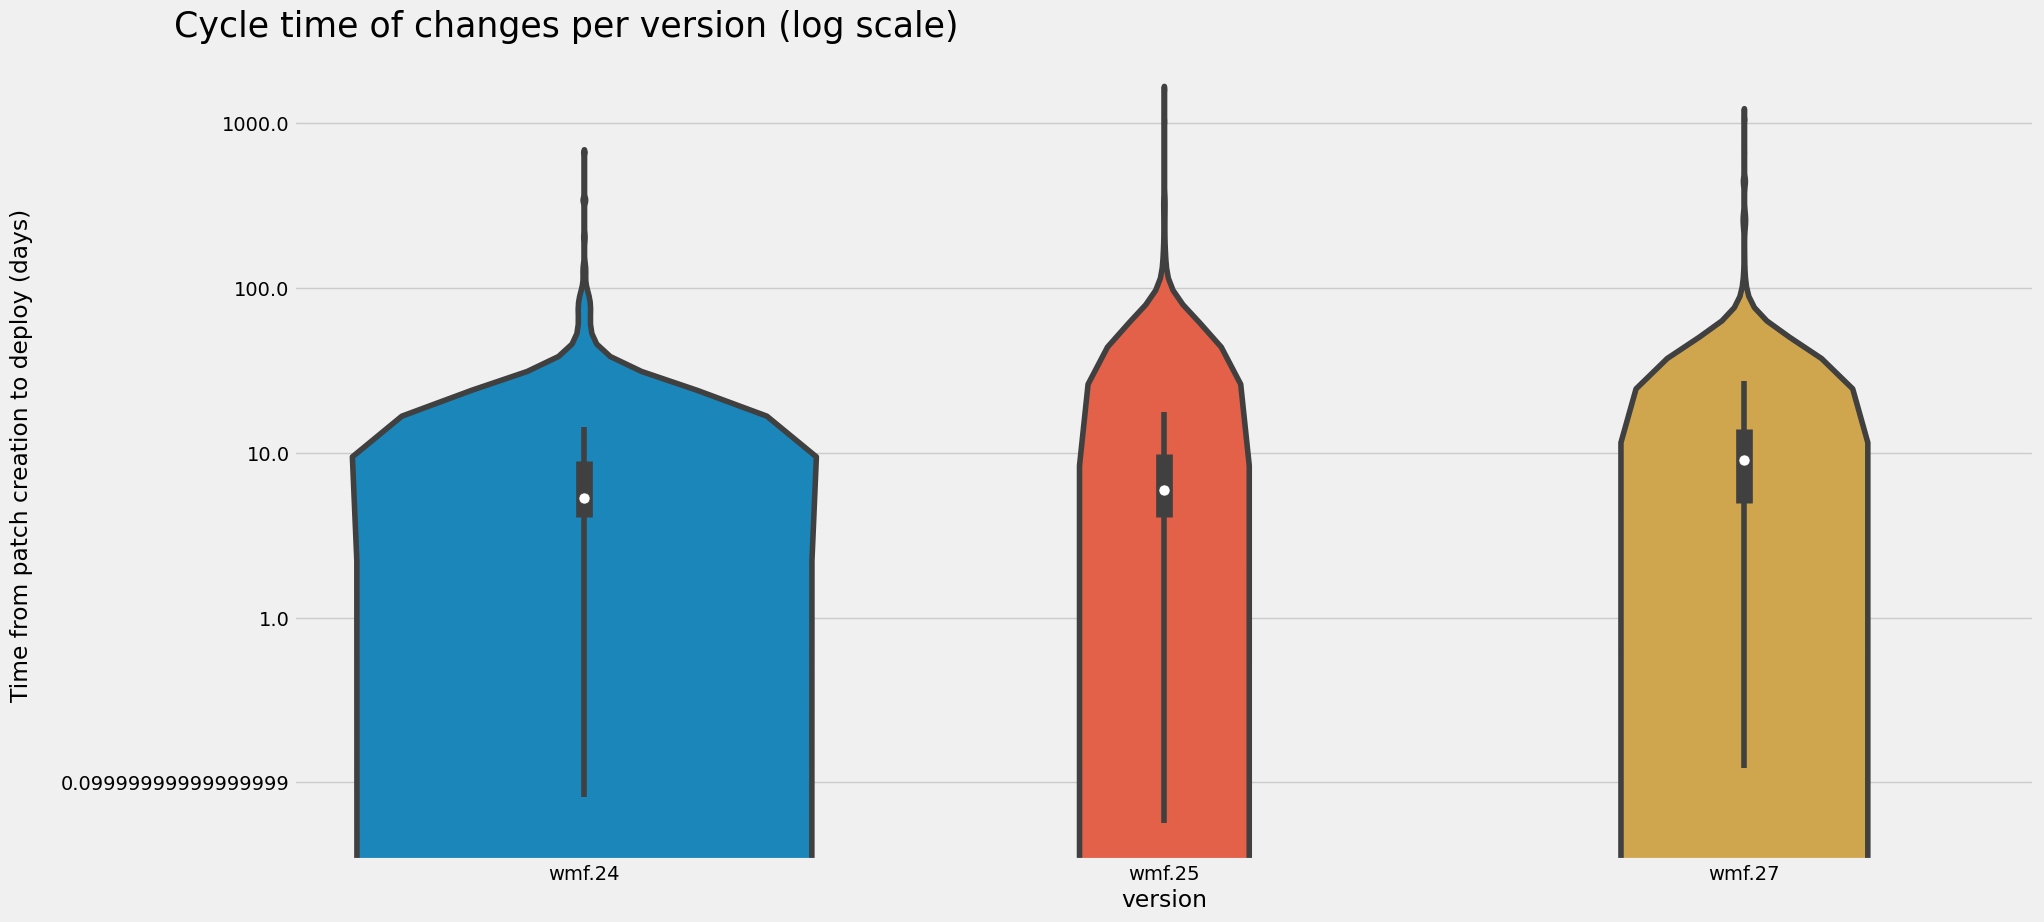 Cycle time of changes per version (log scale)
Time from patch creation to deploy (days)
1000.0
100.0
10.0
1.0
0.09999999999999999
wmf.24
wmf.25
wmf.27
version